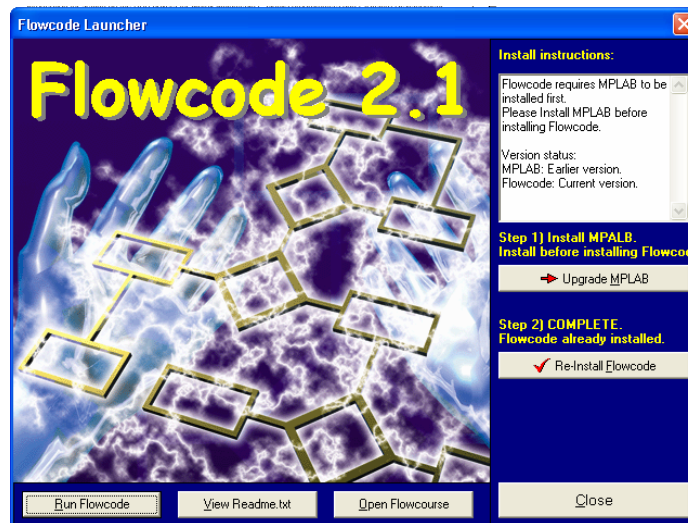 Flowcode Launcher
Flowcode 2.1
Install instructions:
Flowcode requires MPLAB to be
installed first.
Please Install MPLAB before
installing Flowcode.
Version status:
MPLAB: Earlier version.
Flowcode: Current version.
Step 1) Install MPALB.
Install before installing Flowcod
Upgrade MPLAB
Step 2) COMPLETE.
Flowcode already installed.
Re-Install Flowcode
Run Flowcode
View Readme.txt
Open Flowcourse
Close